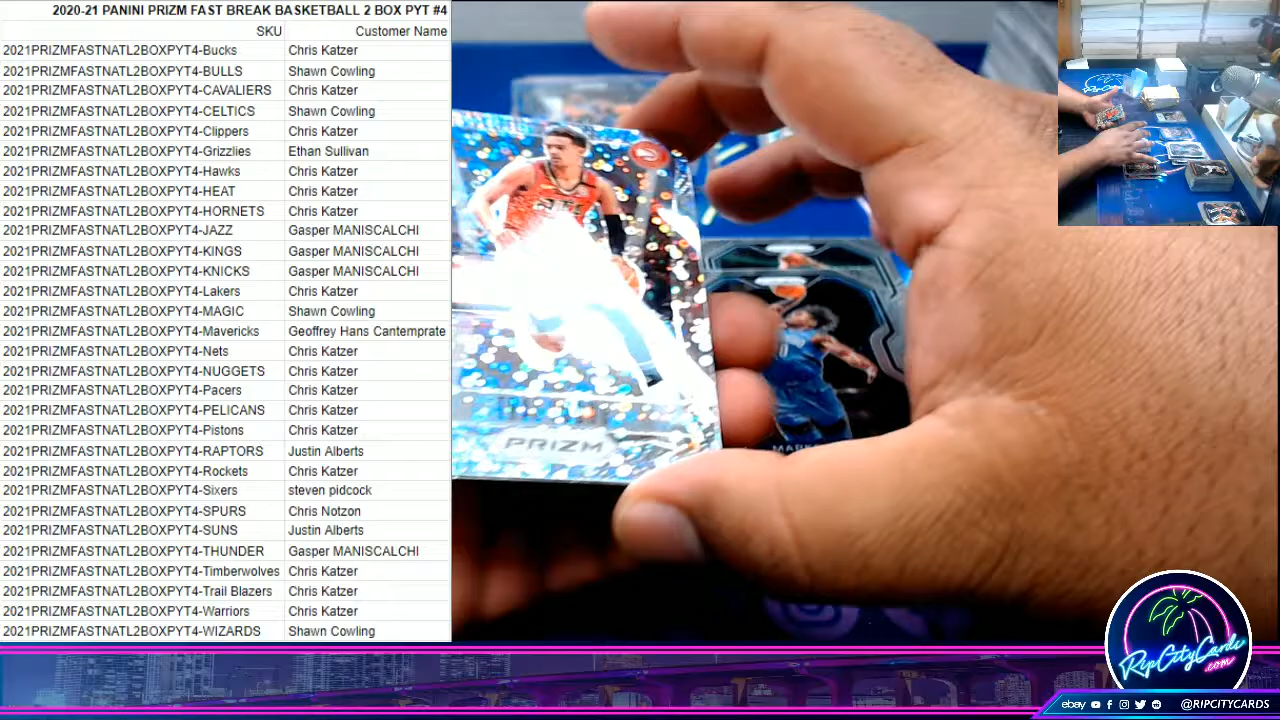 2020-21 PANINI PRIZM FAST BREAK BASKETBALL 2 BOX PYT #4
SKU Customer Name
2021PRIZMFASTNATL2BOXPYT4-Bucks Chris Katzer
2021PRIZMFASTNATL2BOXPYT4-BULLS Shawn Cowling
2021PRIZMFASTNATL2BOXPYT4-CAVALIERS Chris Katzer
2021PRIZMFASTNATL2BOXPYT4-CELTICS Shawn Cowling
2021PRIZMFASTNATL2BOXPYT4-Clippers Chris Katzer
2021PRIZMFASTNATL2BOXPYT4-Grizzlies Ethan Sullivan
2021PRIZMFASTNATL2BOXPYT4-Hawks Chris Katzer
2021PRIZMFASTNATL2BOXPYT4-HEAT Chris Katzer
2021PRIZMFASTNATL2BOXPYT4-HORNETS Chris Katzer
2021PRIZMFASTNATL2BOXPYT4-JAZZ Gasper MANISCALCHI
2021PRIZMFASTNATL2BOXPYT4-KINGS Gasper MANISCALCHI
2021PRIZMFASTNATL2BOXPYT4-KNICKS Gasper MANISCALCHI
2021PRIZMFASTNATL2BOXPYT4-Lakers Chris Katzer
2021PRIZMFASTNATL2BOXPYT4-MAGIC Shawn Cowling
2021PRIZMFASTNATL2BOXPYT4-Mavericks Geoffrey Hans Cantemprate
2021PRIZMFASTNATL2BOXPYT4-Nets Chris Katzer
2021PRIZMFASTNATL2BOXPYT4-NUGGETS Chris Katzer
2021PRIZMFASTNATL2BOXPYT4-Pacers Chris Katzer
2021PRIZMFASTNATL2BOXPYT4-PELICANS Chris Katzer
2021PRIZMFASTNATL2BOXPYT4-Pistons Chris Katzer
2021PRIZMFASTNATL2BOXPYT4-RAPTORS Justin Alberts
2021PRIZMFASTNATL2BOXPYT4-Rockets Chris Katzer
2021PRIZMFASTNATL2BOXPYT4-Sixers steven pidcock
2021PRIZMFASTNATL2BOXPYT4-SPURS Chris Notzon
2021PRIZMFASTNATL2BOXPYT4-SUNS Justin Alberts
2021PRIZMFASTNATL2BOXPYT4-THUNDER Gasper MANISCALCHI
2021PRIZMFASTNATL2BOXPYT4-Timberwolves Chris Katzer
2021PRIZMFASTNATL2BOXPYT4-Trail Blazers Chris Katzer
2021PRIZMFASTNATL2BOXPYT4-Warriors Chris Katzer
2021PRIZMFASTNATL2BOXPYT4-WIZARDS Shawn Cowling
PRIZM
RipCityCards
.com
ebay @RIPCITYCARDS